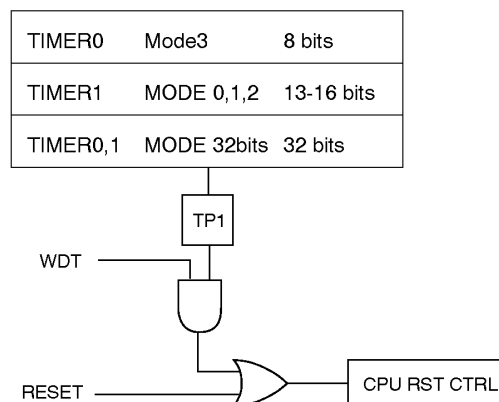 TIMER0 Mode3 8 bits
TIMER1 MODE 0,1,2 13-16 bits
TIMER0,1 MODE 32bits 32 bits
TP1
WDT
CPU RST CTRL
RESET